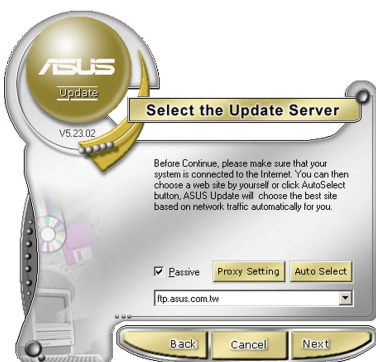 ASUS
Update
V5.23.02
Select the Update Server
Before Continue, please make sure that your
system is connected to the Internet. You can then
choose a web site by yourself or click AutoSelect
button, ASUS Update will choose the best site
based on network traffic automatically for you.
Passive
Proxy Setting
Auto Select
ftp.asus.com.tw
Back
Cancel
Next